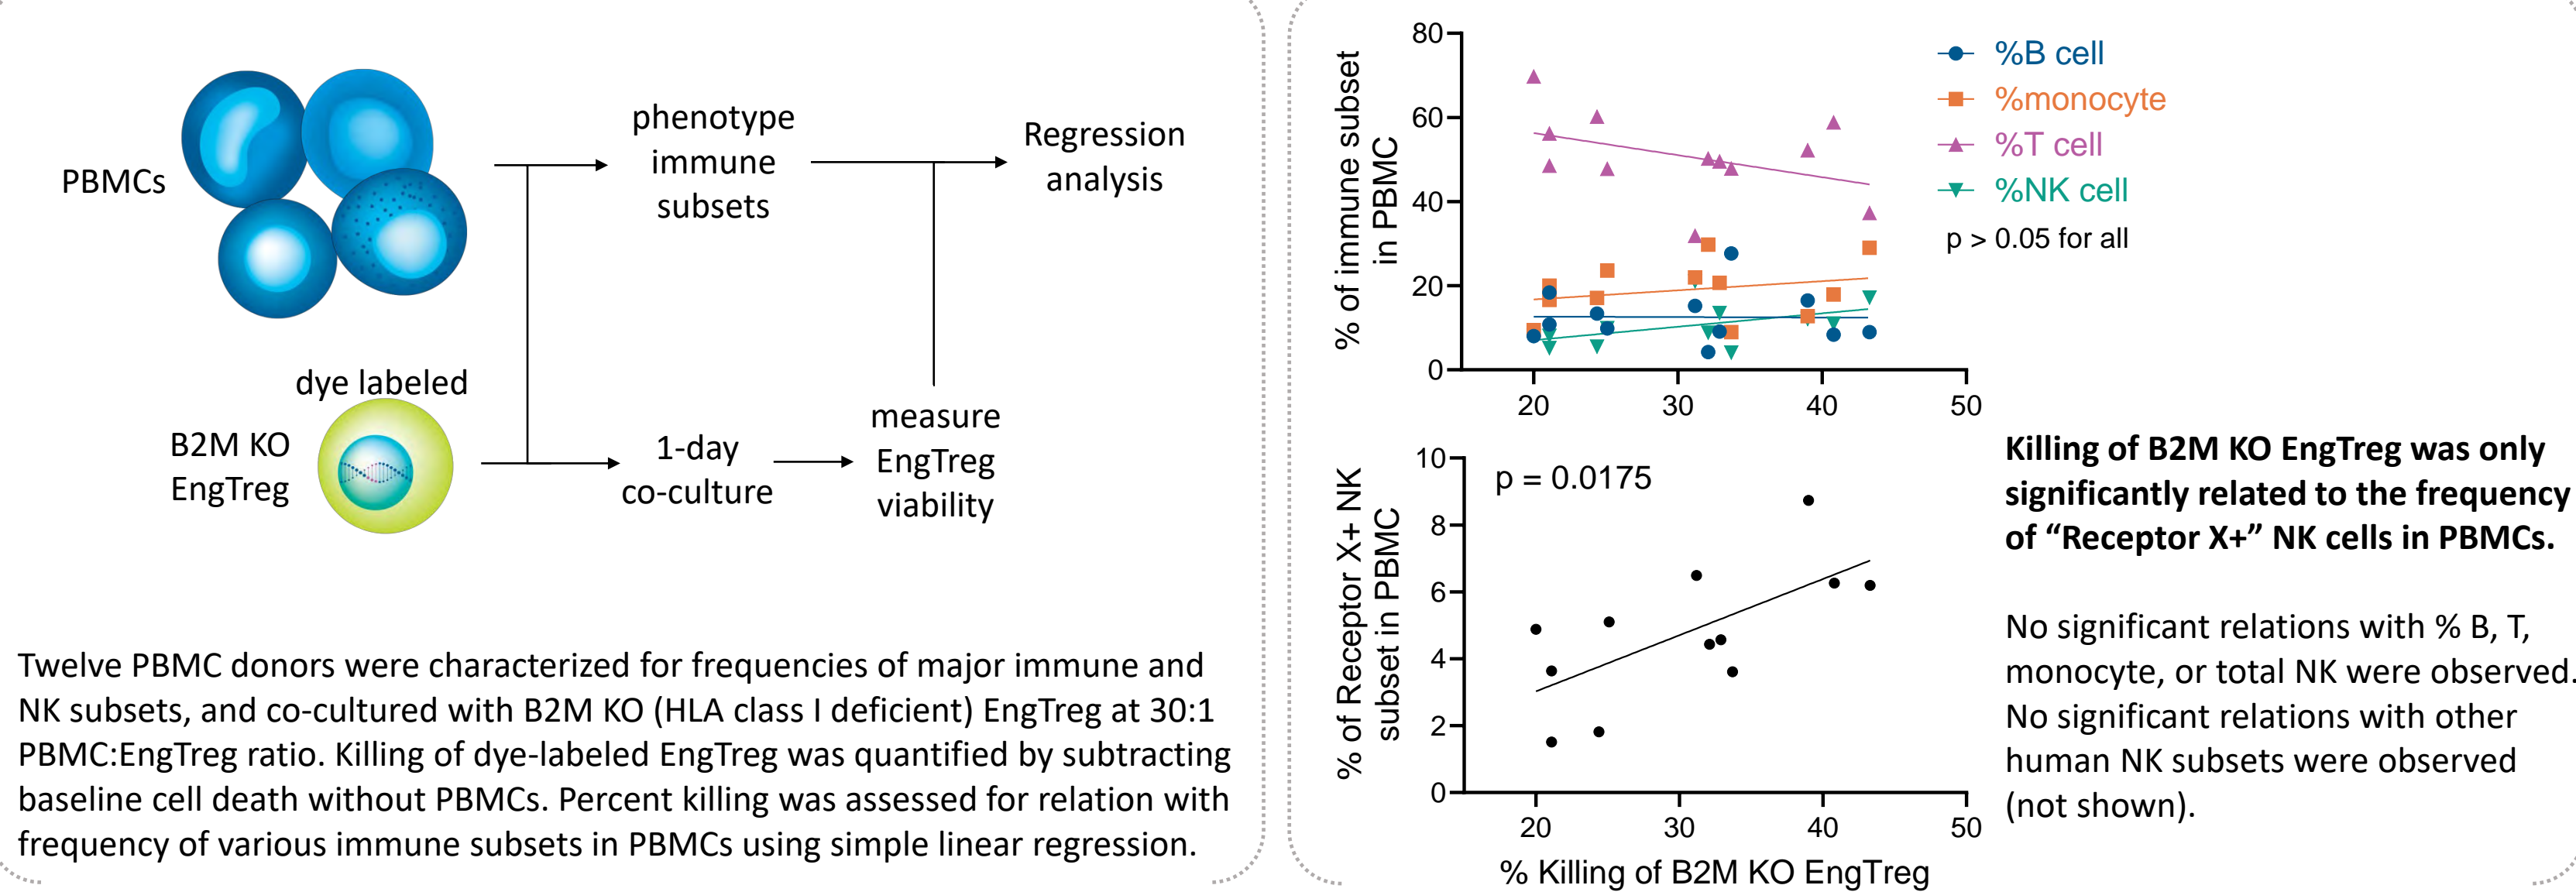 PBMCs
phenotype
immune
subsets
Regression
analysis
dye labeled
B2M KO
EngTreg
1-day
co-culture
measure
EngTreg
viability
Twelve PBMC donors were characterized for frequencies of major immune and
NK subsets, and co-cultured with B2M KO (HLA class I deficient) EngTreg at 30:1
PBMC:EngTreg ratio. Killing of dye-labeled EngTreg was quantified by subtracting
baseline cell death without PBMCs. Percent killing was assessed for relation with
frequency of various immune subsets in PBMCs using simple linear regression.
% of immune subset
in PBMC
80
60
40
20
0
20
30
40
50
%B cell
%monocyte
%T cell
%NK cell
p > 0.05 for all
% of Receptor X+ NK
subset in PBMC
10
8
6
4
2
0
p = 0.0175
20
30
40
50
% Killing of B2M KO EngTreg
Killing of B2M KO EngTreg was only
significantly related to the frequency
of “Receptor X+” NK cells in PBMCs.
No significant relations with % B, T,
monocyte, or total NK were observed.
No significant relations with other
human NK subsets were observed
(not shown).